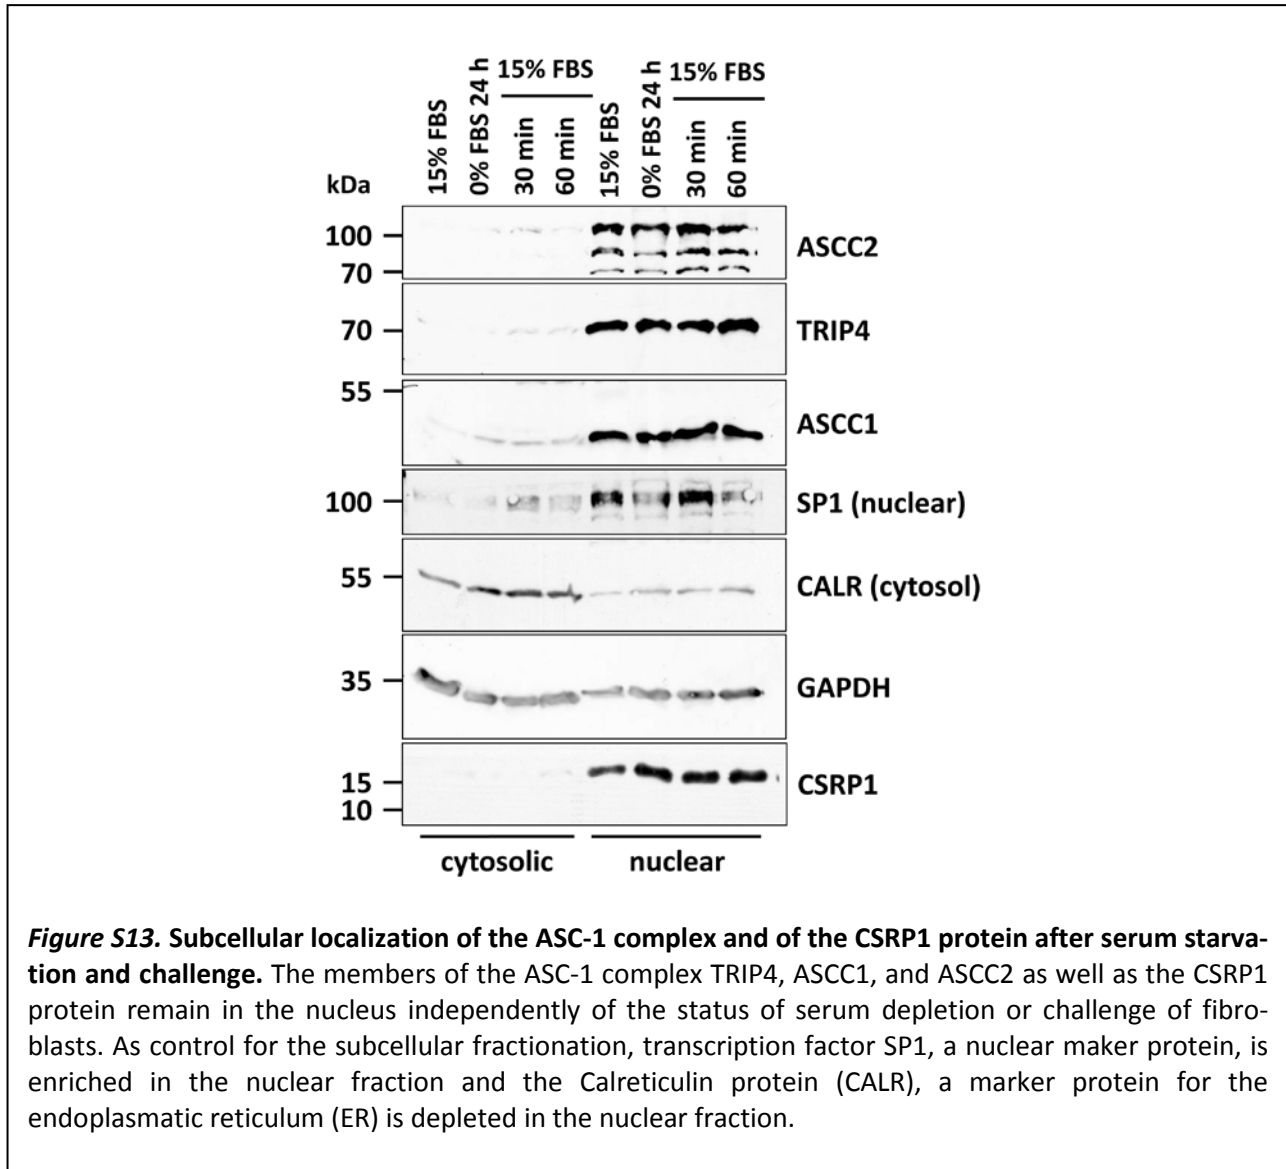 15% FBS 15% FBS
15% FBS 0% FBS 24 h 30 min 60 min 15% FBS 0% FBS 24 h 30 min 60 min
kDa
100 ASCC2
70
70 TRIP4
55
ASCC1
100 SP1 (nuclear)
55 CALR (cytosol)
35 GAPDH
15 CSRP1
10
cytosolic nuclear
Figure S13. Subcellular localization of the ASC-1 complex and of the CSRP1 protein after serum starva-
tion and challenge. The members of the ASC-1 complex TRIP4, ASCC1, and ASCC2 as well as the CSRP1
protein remain in the nucleus independently of the status of serum depletion or challenge of fibro-
blasts. As control for the subcellular fractionation, transcription factor SP1, a nuclear maker protein, is
enriched in the nuclear fraction and the Calreticulin protein (CALR), a marker protein for the
endoplasmatic reticulum (ER) is depleted in the nuclear fraction.